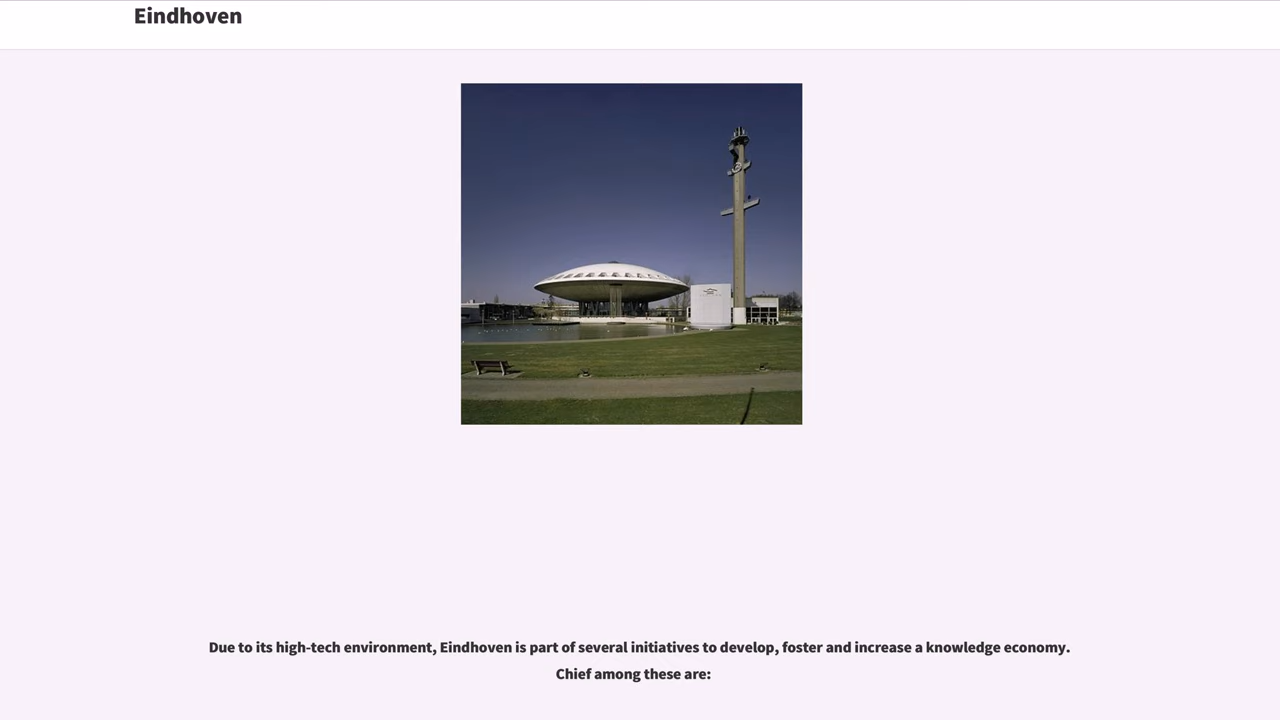 Eindhoven
Due to its high-tech environment, Eindhoven is part of several initiatives to develop, foster and increase a knowledge economy.
Chief among these are: